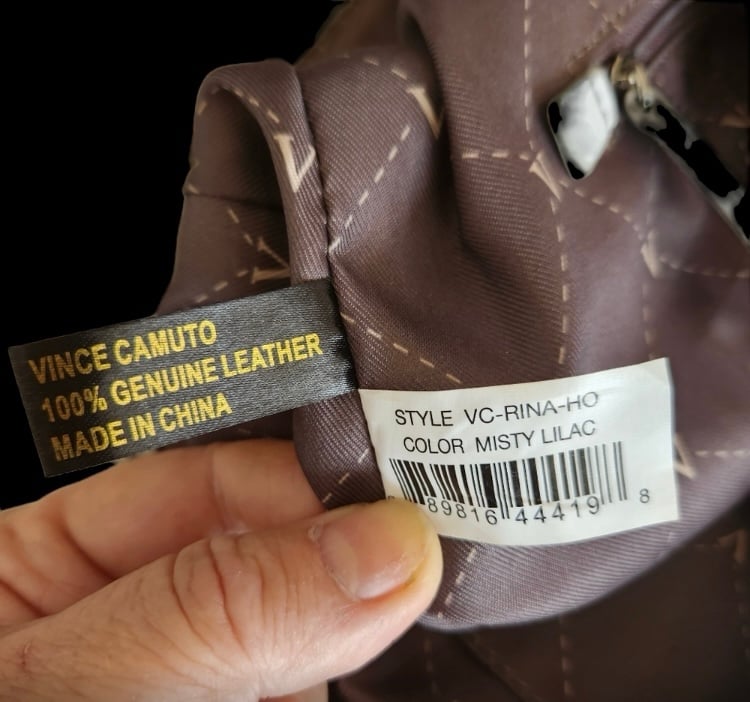 VINCE CAMUTO
100% GENUINE LEATHER
MADE IN CHINA
STYLE VC-RINA-HO
COLOR MISTY LILAC
89816 44419 8